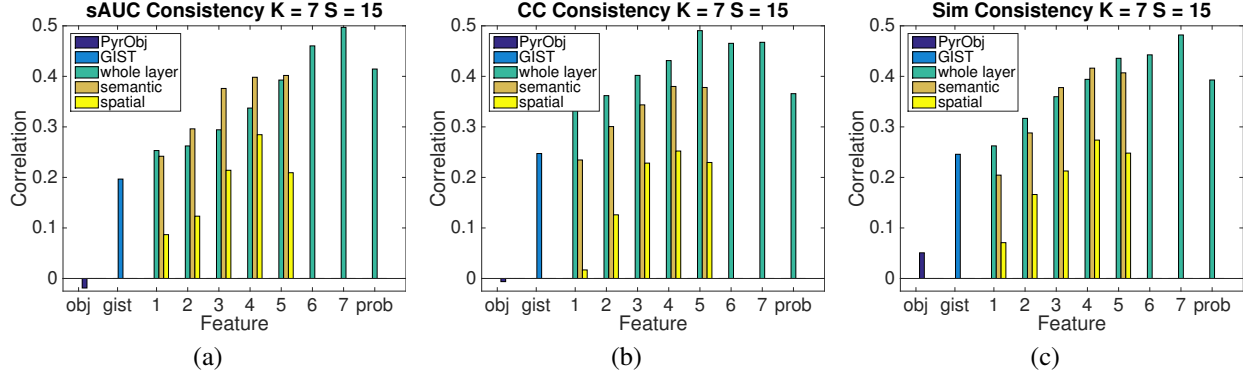 sAUC Consistency K = 7 S = 15
PyrObj
GIST
whole layer
semantic
spatial
0.4
0.3
0.2
0.1
0
Correlation
obj gist 1 2 3 4 5 6 7 prob
Feature
(a)
CC Consistency K = 7 S = 15
PyrObj
GIST
whole layer
semantic
spatial
0.4
0.3
0.2
0.1
0
Correlation
obj gist 1 2 3 4 5 6 7 prob
Feature
(b)
Sim Consistency K = 7 S = 15
PyrObj
GIST
whole layer
semantic
spatial
0.5
0.4
0.3
0.2
0.1
0
Correlation
obj gist 1 2 3 4 5 6 7 prob
Feature
(c)